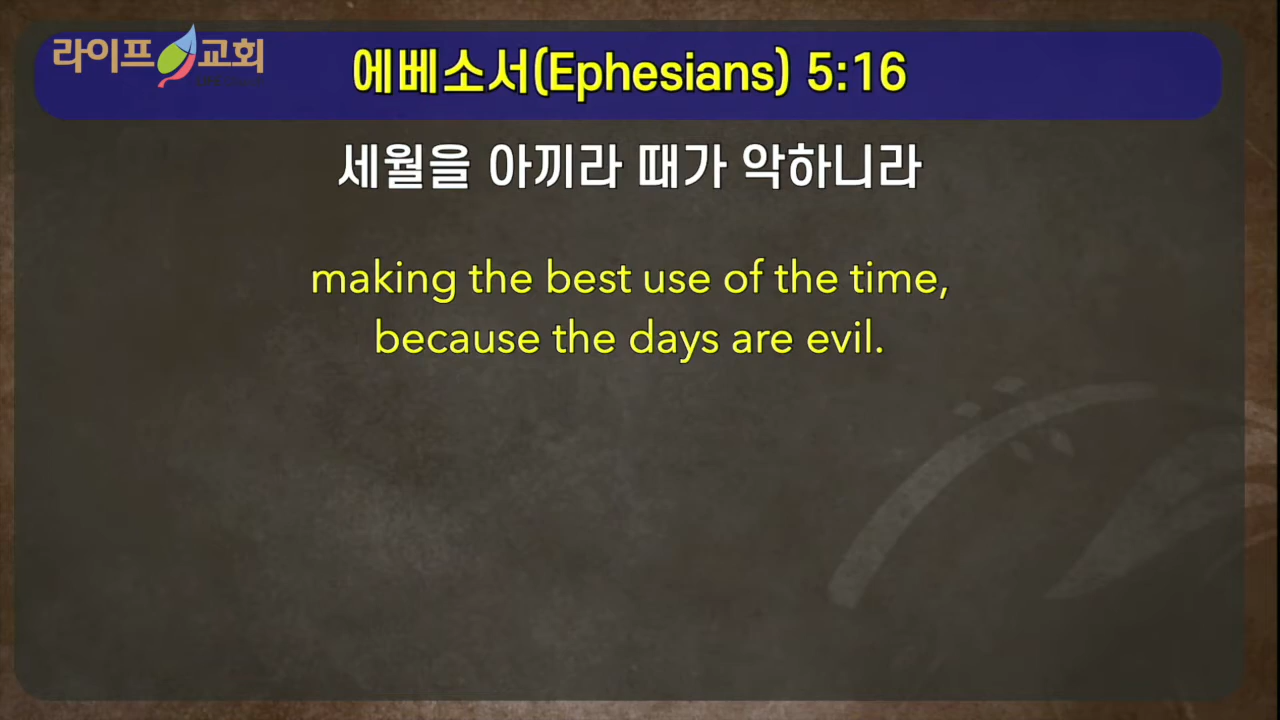 라이프 교회
에베소서(Ephesians) 5:16
세월을 아끼라 때가 악하니라
making the best use of the time,
because the days are evil.